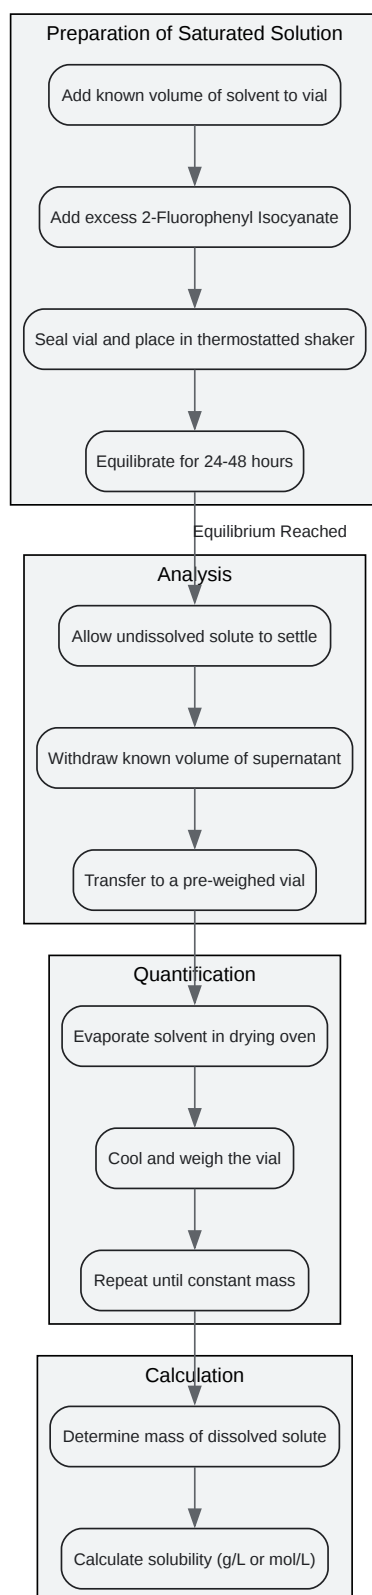 Preparation of Saturated Solution
Add known volume of solvent to vial
Add excess 2-Fluorophenyl Isocyanate
Seal vial and place in thermostatted shaker
Equilibrate for 24-48 hours
Equilibrium Reached
Analysis
Allow undissolved solute to settle
Withdraw known volume of supernatant
Transfer to a pre-weighed vial
Quantification
Evaporate solvent in drying oven
Cool and weigh the vial
Repeat until constant mass
Calculation
Determine mass of dissolved solute
Calculate solubility (g/L or mol/L)